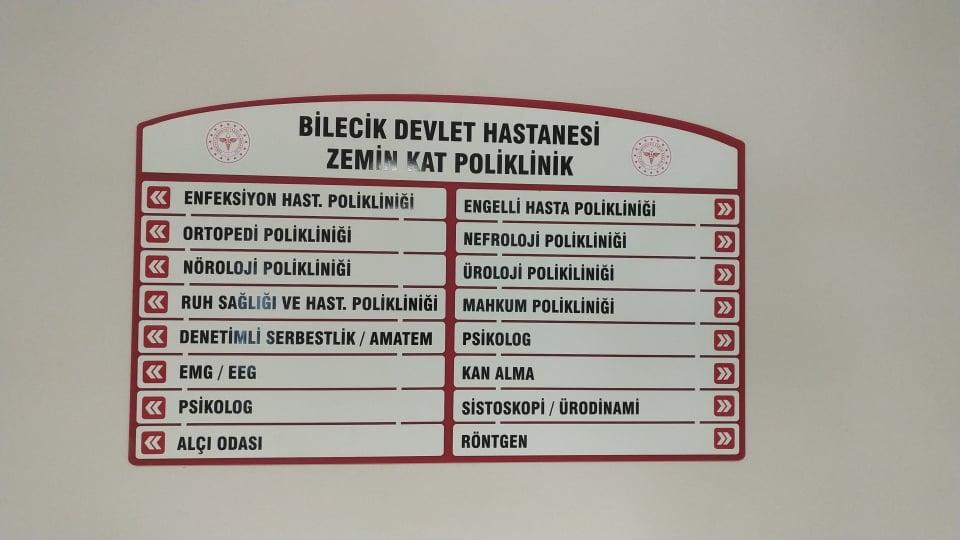 BİLECİK DEVLET HASTANESİ
ZEMİN KAT POLİKLİNİK
ENFEKSİYON HAST. POLİKLİNİĞİ
ORTOPEDİ POLİKLİNİĞİ
NÖROLOJİ POLİKLİNİĞİ
RUH SAĞLIĞI VE HAST. POLİKLİNİĞİ
DENETİMLİ SERBESTLİK / AMATEM
EMG / EEG
PSİKOLOG
ALÇI ODASI
ENGELLİ HASTA POLİKLİNİĞİ
NEFROLOJİ POLİKLİNİĞİ
ÜROLOJİ POLİKİLİNİĞİ
MAHKUM POLİKLİNİĞİ
PSİKOLOG
KAN ALMA
SİSTOSKOPİ / ÜRODİNAMİ
RÖNTGEN